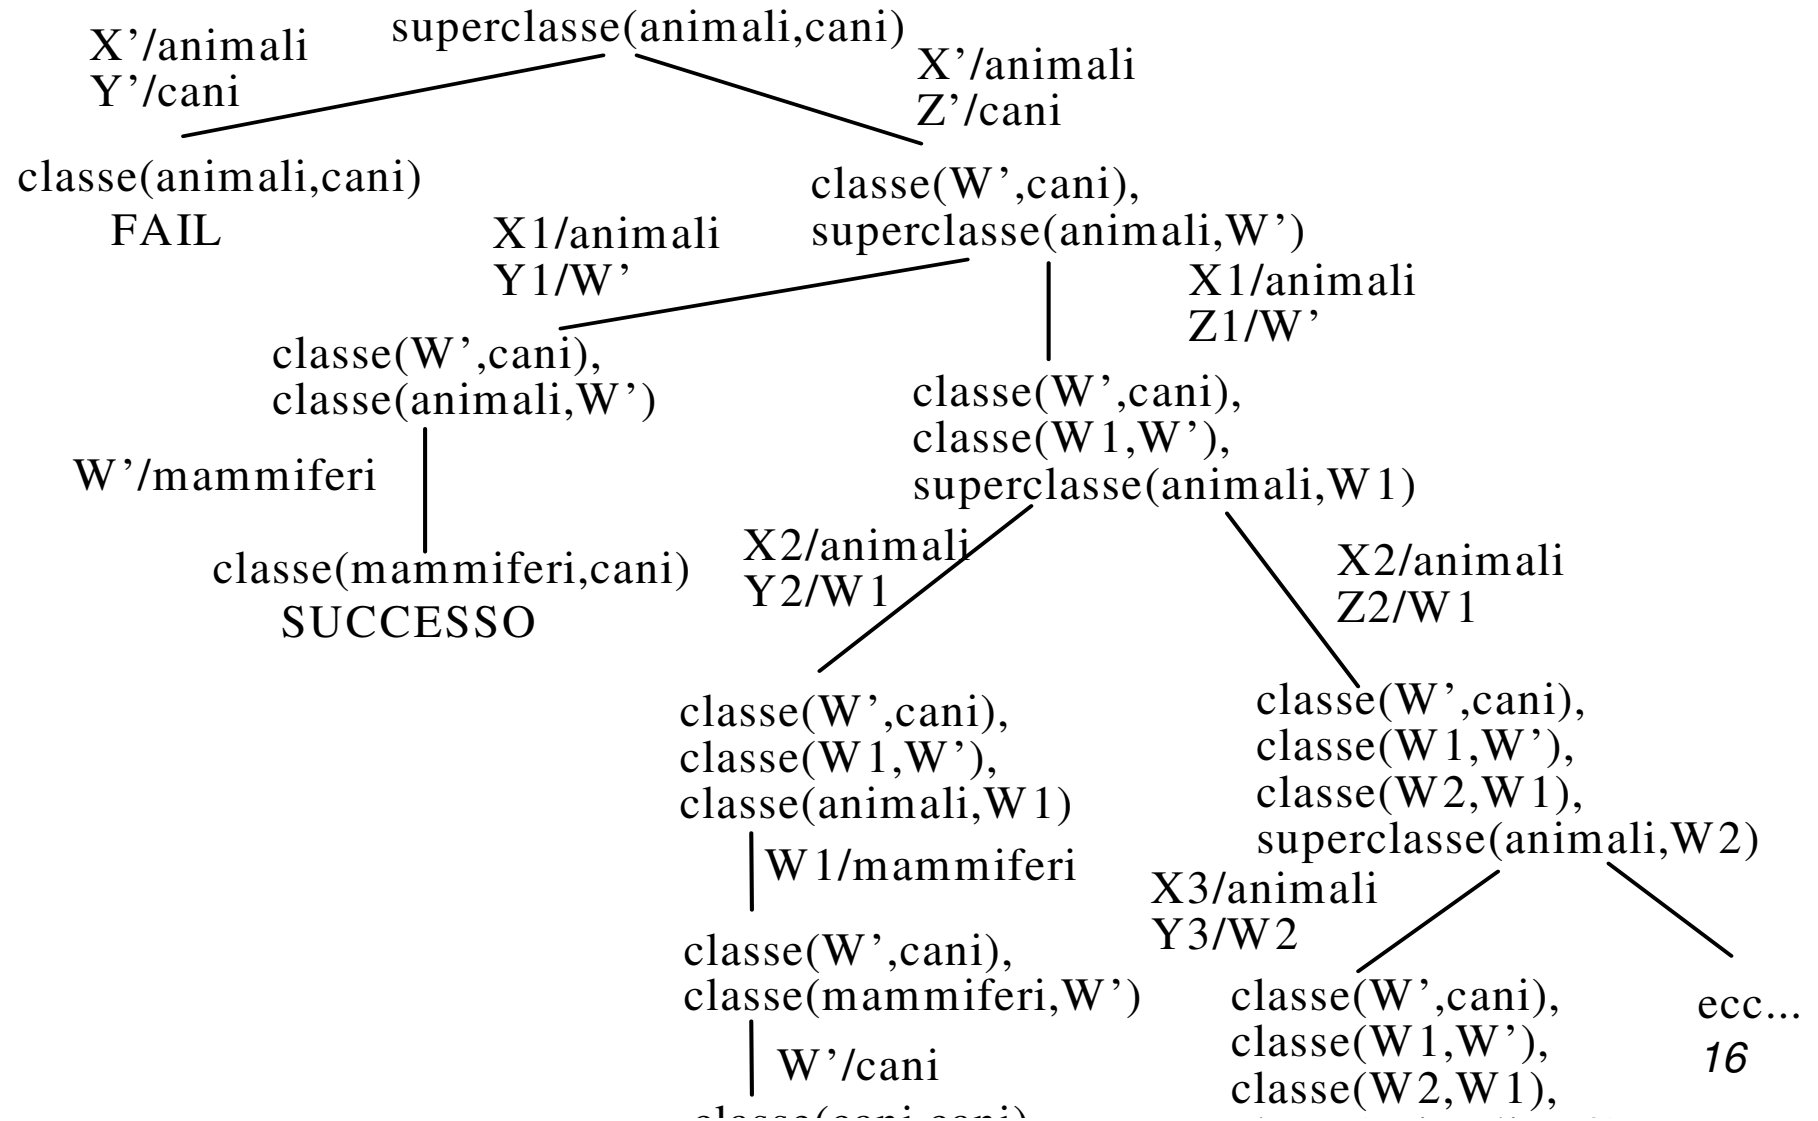 superclasse(animali,cani)
X’/animali
Y’/cani
X’/animali
Z’/cani
classe(animali,cani)
FAIL
classe(W’,cani),
superclasse(animali,W’)
X1/animali
Y1/W’
X1/animali
Z1/W’
classe(W’,cani),
classe(animali,W’)
classe(W’,cani),
classe(W1,W’),
superclasse(animali,W1)
W’/mammiferi
classe(mammiferi,cani)
SUCCESSO
X2/animali
Y2/W1
X2/animali
Z2/W1
classe(W’,cani),
classe(W1,W’),
classe(animali,W1)
classe(W’,cani),
classe(W1,W’),
classe(W2,W1),
superclasse(animali,W2)
W1/mammiferi
X3/animali
Y3/W2
classe(W’,cani),
classe(mammiferi,W’)
classe(W’,cani),
classe(W1,W’),
classe(W2,W1),
ecc...
16
W’/cani
classe(cani,cani)